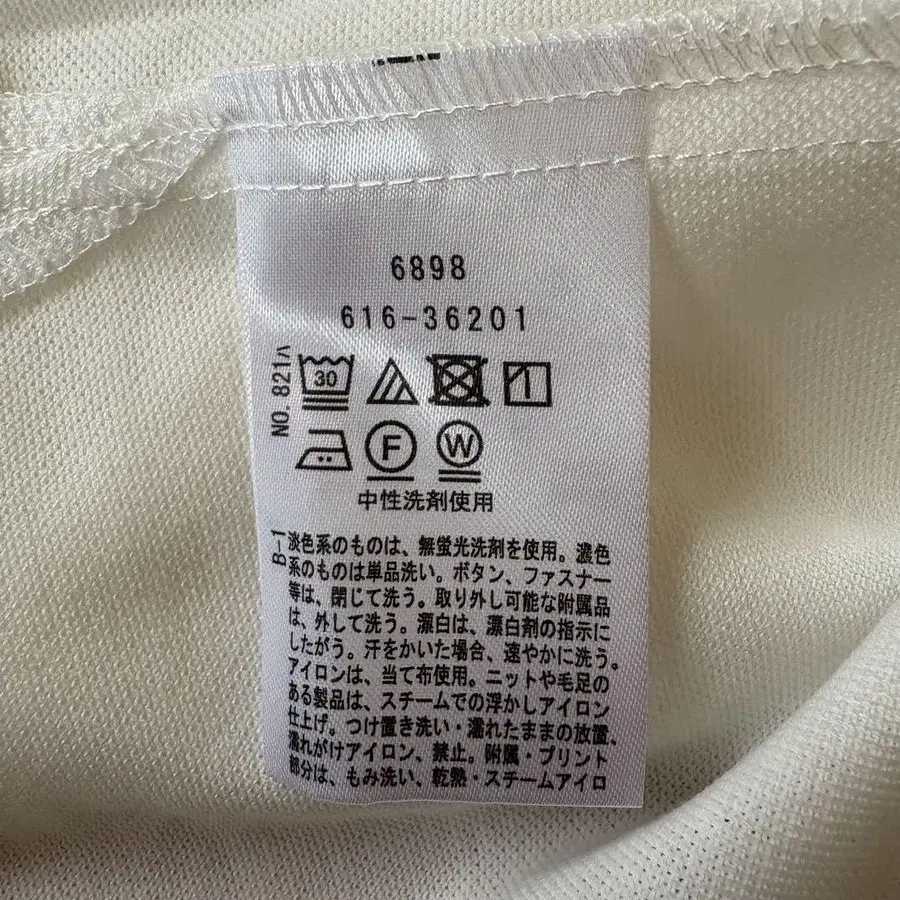 6898
616-36201
NO. 821ハ
30
F W
中性洗剤使用
B-1
淡色系のものは、無蛍光洗剤を使用。濃色
系のものは単品洗い。ボタン、ファスナー
等は、閉じて洗う。取り外し可能な附属品
は、外して洗う。漂白は、漂白剤の指示に
したがう。汗をかいた場合、速やかに洗う。
アイロンは、当て布使用。ニットや毛足の
ある製品は、スチームでの浮かしアイロン
仕上げ。つけ置き洗い・濡れたままの放置、
濡れがけアイロン、禁止。附属・プリント
部分は、もみ洗い、乾熱・スチームアイロ